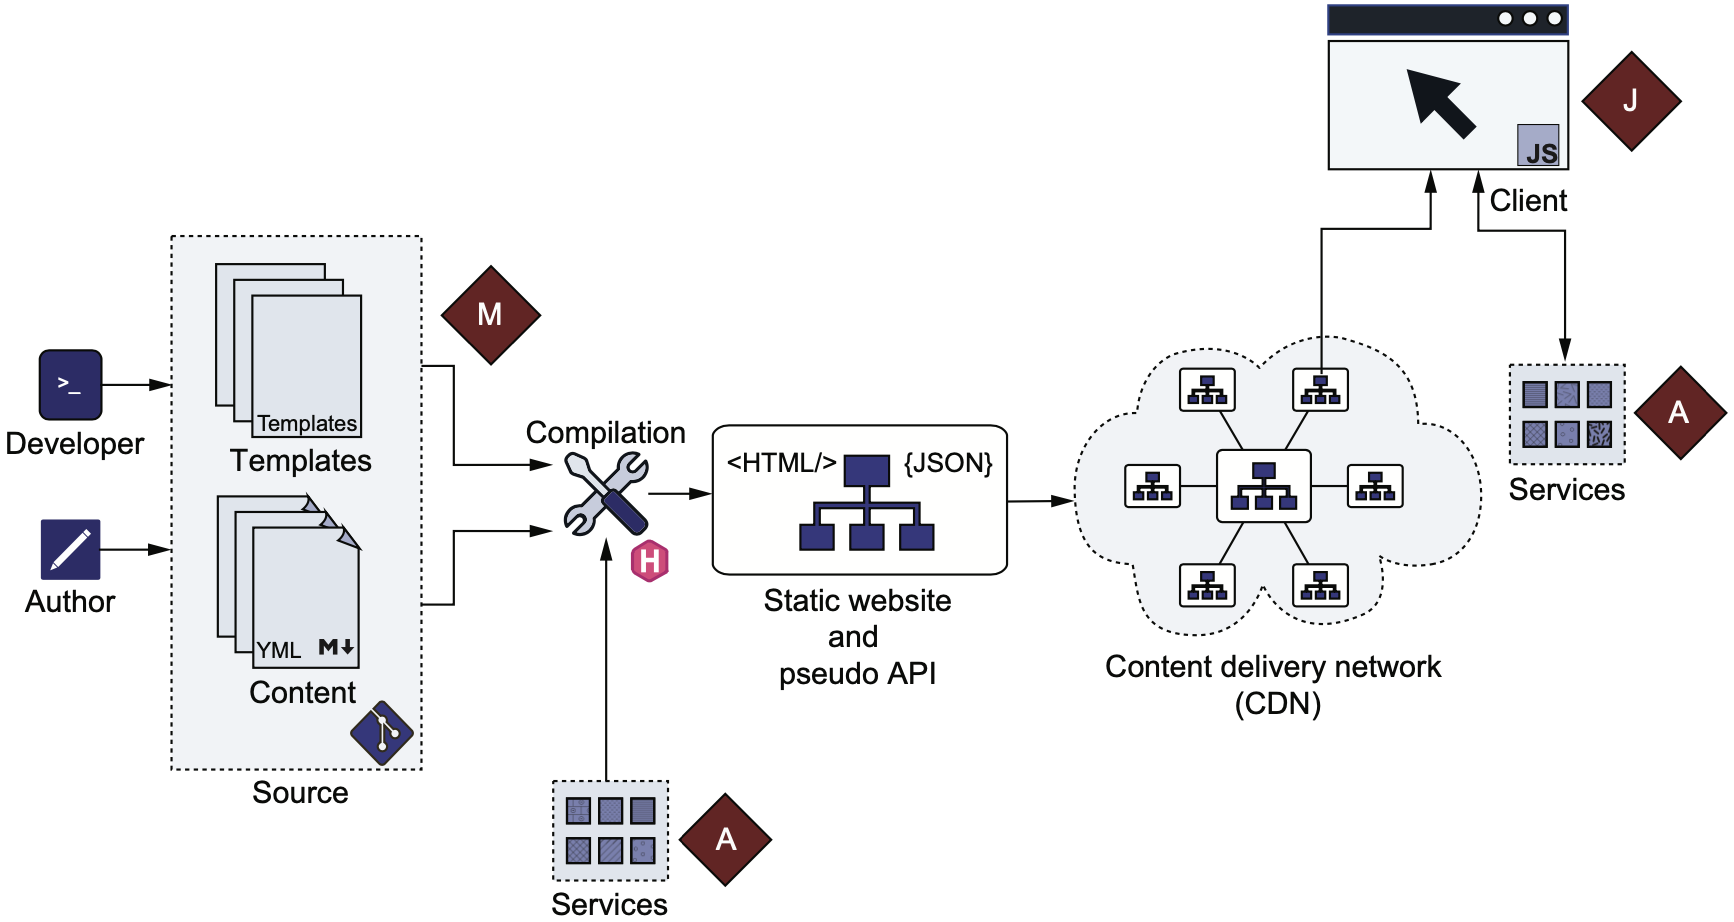 J
JS
Client
M
Templates
Templates
>_
Developer
Compilation
<HTML/>
{JSON}
A
Services
H
YML
M
Author
Content
Static website
and
pseudo API
Content delivery network
(CDN)
Source
A
Services